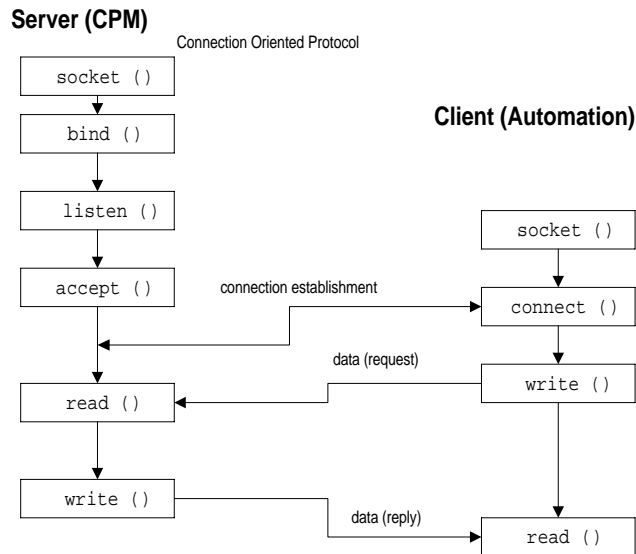 Server (CPM)
Connection Oriented Protocol
socket ()
bind ()
Client (Automation)
listen ()
socket ()
accept ()
connection establishment
connect ()
data (request)
read ()
write ()
write ()
data (reply)
read ()